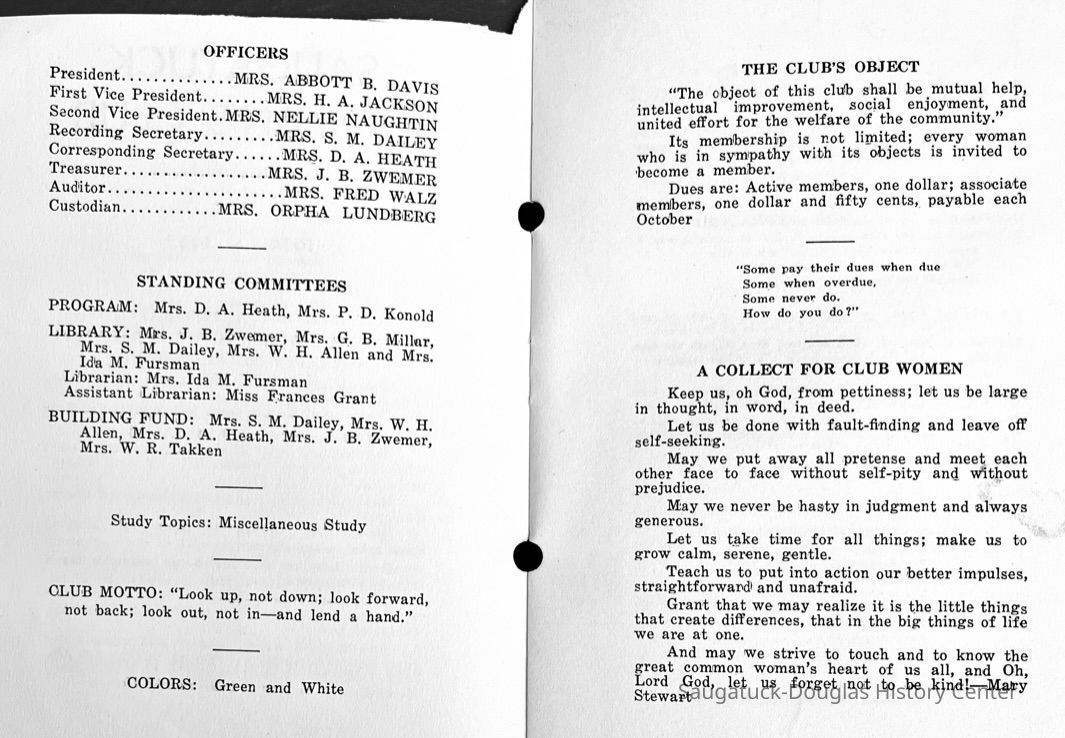 OFFICERS
President..............MRS. ABBOTT B. DAVIS
First Vice President........MRS. H. A. JACKSON
Second Vice President.MRS. NELLIE NAUGHTIN
Recording Secretary.........MRS. S. M. DAILEY
Corresponding Secretary......MRS. D. A. HEATH
Treasurer..................MRS. J. B. ZWEMER
Auditor......................MRS. FRED WALZ
Custodian............MRS. ORPHA LUNDBERG
STANDING COMMITTEES
PROGRAM: Mrs. D. A. Heath, Mrs. P. D. Konold
LIBRARY: Mrs. J. B. Zwemer, Mrs. G. B. Millar,
Mrs. S. M. Dailey, Mrs. W. H. Allen and Mrs.
Ida M. Fursman
Librarian: Mrs. Ida M. Fursman
Assistant Librarian: Miss Frances Grant
BUILDING FUND: Mrs. S. M. Dailey, Mrs. W. H.
Allen, Mrs. D. A. Heath, Mrs. J. B. Zwemer,
Mrs. W. R. Takken
Study Topics: Miscellaneous Study
CLUB MOTTO: "Look up, not down; look forward,
not back; look out, not in—and lend a hand."
COLORS: Green and White
THE CLUB'S OBJECT
"The object of this club shall be mutual help,
intellectual improvement, social enjoyment, and
united effort for the welfare of the community."
Its membership is not limited; every woman
who is in sympathy with its objects is invited to
become a member.
Dues are: Active members, one dollar; associate
members, one dollar and fifty cents, payable each
October
"Some pay their dues when due
Some when overdue,
Some never do.
How do you do?"
A COLLECT FOR CLUB WOMEN
Keep us, oh God, from pettiness; let us be large
in thought, in word, in deed.
Let us be done with fault-finding and leave off
self-seeking.
May we put away all pretense and meet each
other face to face without self-pity and without
prejudice.
May we never be hasty in judgment and always
generous.
Let us take time for all things; make us to
grow calm, serene, gentle.
Teach us to put into action our better impulses,
straightforward and unafraid.
Grant that we may realize it is the little things
that create differences, that in the big things of life
we are at one.
And may we strive to touch and to know the
great common woman's heart of us all, and Oh,
Lord God, let us forget not to be kind!—Mary
Stewart
Saugatuck-Douglas History Center